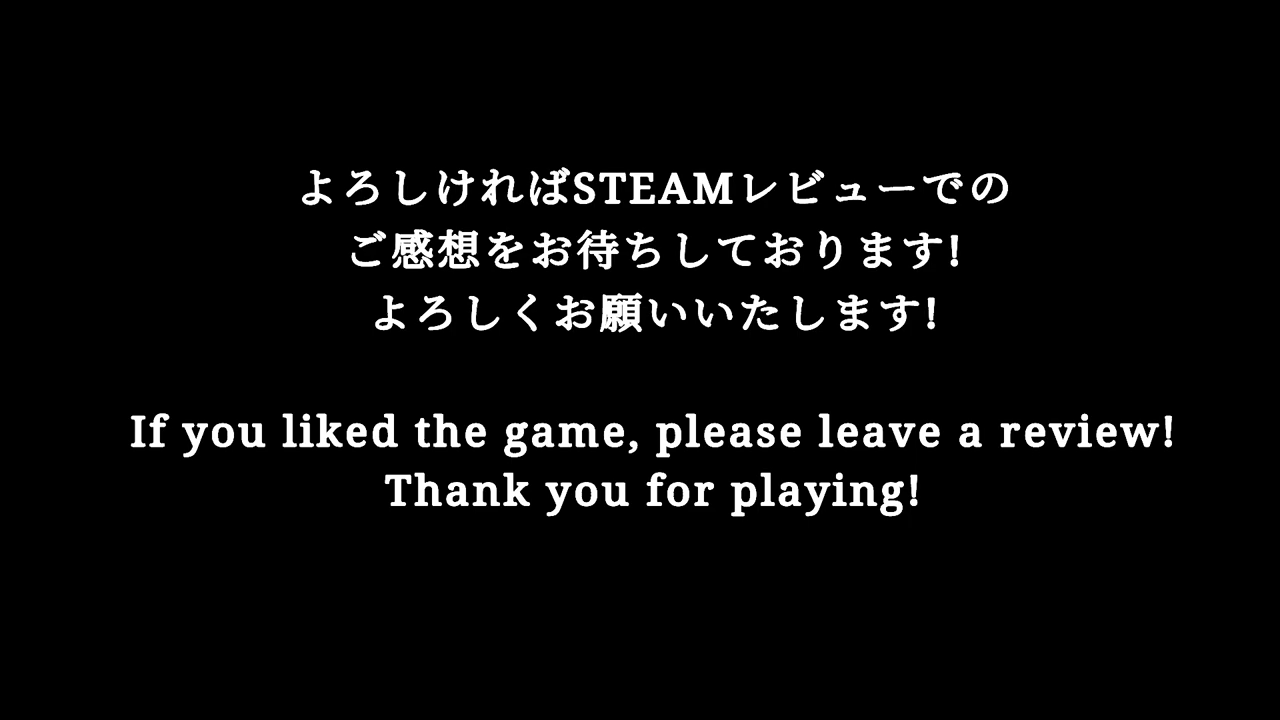 よろしければSTEAMレビューでの
ご感想をお待ちしております!
よろしくお願いいたします!
If you liked the game, please leave a review!
Thank you for playing!